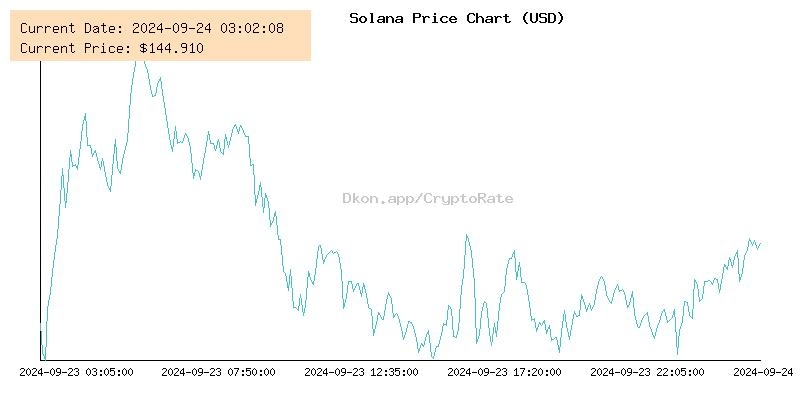 Solana Price Chart (USD)
Current Date: 2024-09-24 03:02:08
Current Price: $144.910
Dkon.app/CryptoRate
2024-09-23 03:05:00 2024-09-23 07:50:00 2024-09-23 12:35:00 2024-09-23 17:20:00 2024-09-23 22:05:00 2024-09-24